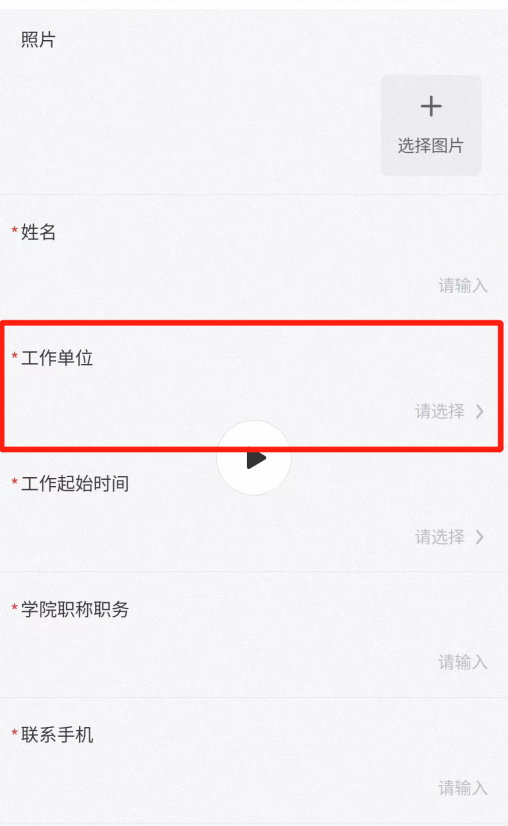 照片
选择图片
*姓名
请输入
*工作单位
请选择
*工作起始时间
请选择
*学院职称职务
请输入
*联系手机
请输入